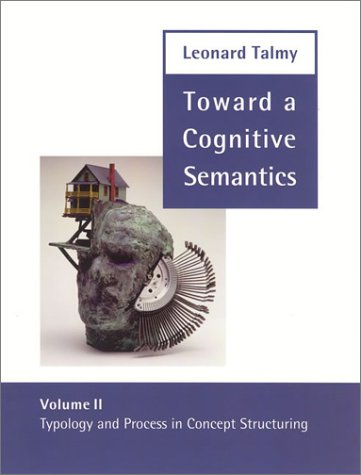 Leonard Talmy
Toward a
Cognitive
Semantics
Volume II
Typology and Process in Concept Structuring